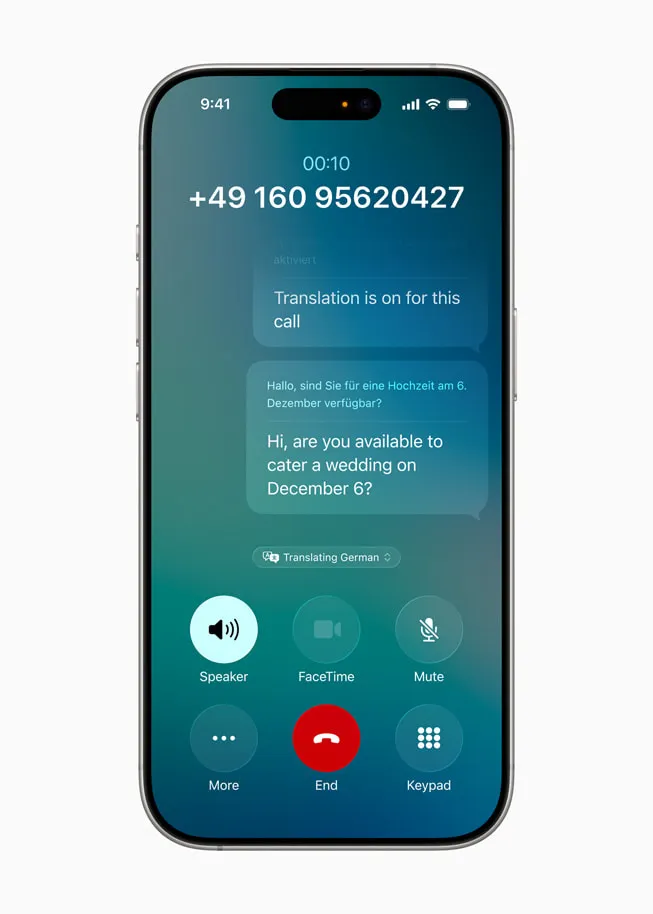 9:41
00:10
+49 160 95620427
aktiviert
Translation is on for this
call
Hallo, sind Sie für eine Hochzeit am 6.
Dezember verfügbar?
Hi, are you available to
cater a wedding on
December 6?
Translating German
Speaker
FaceTime
Mute
More
End
Keypad